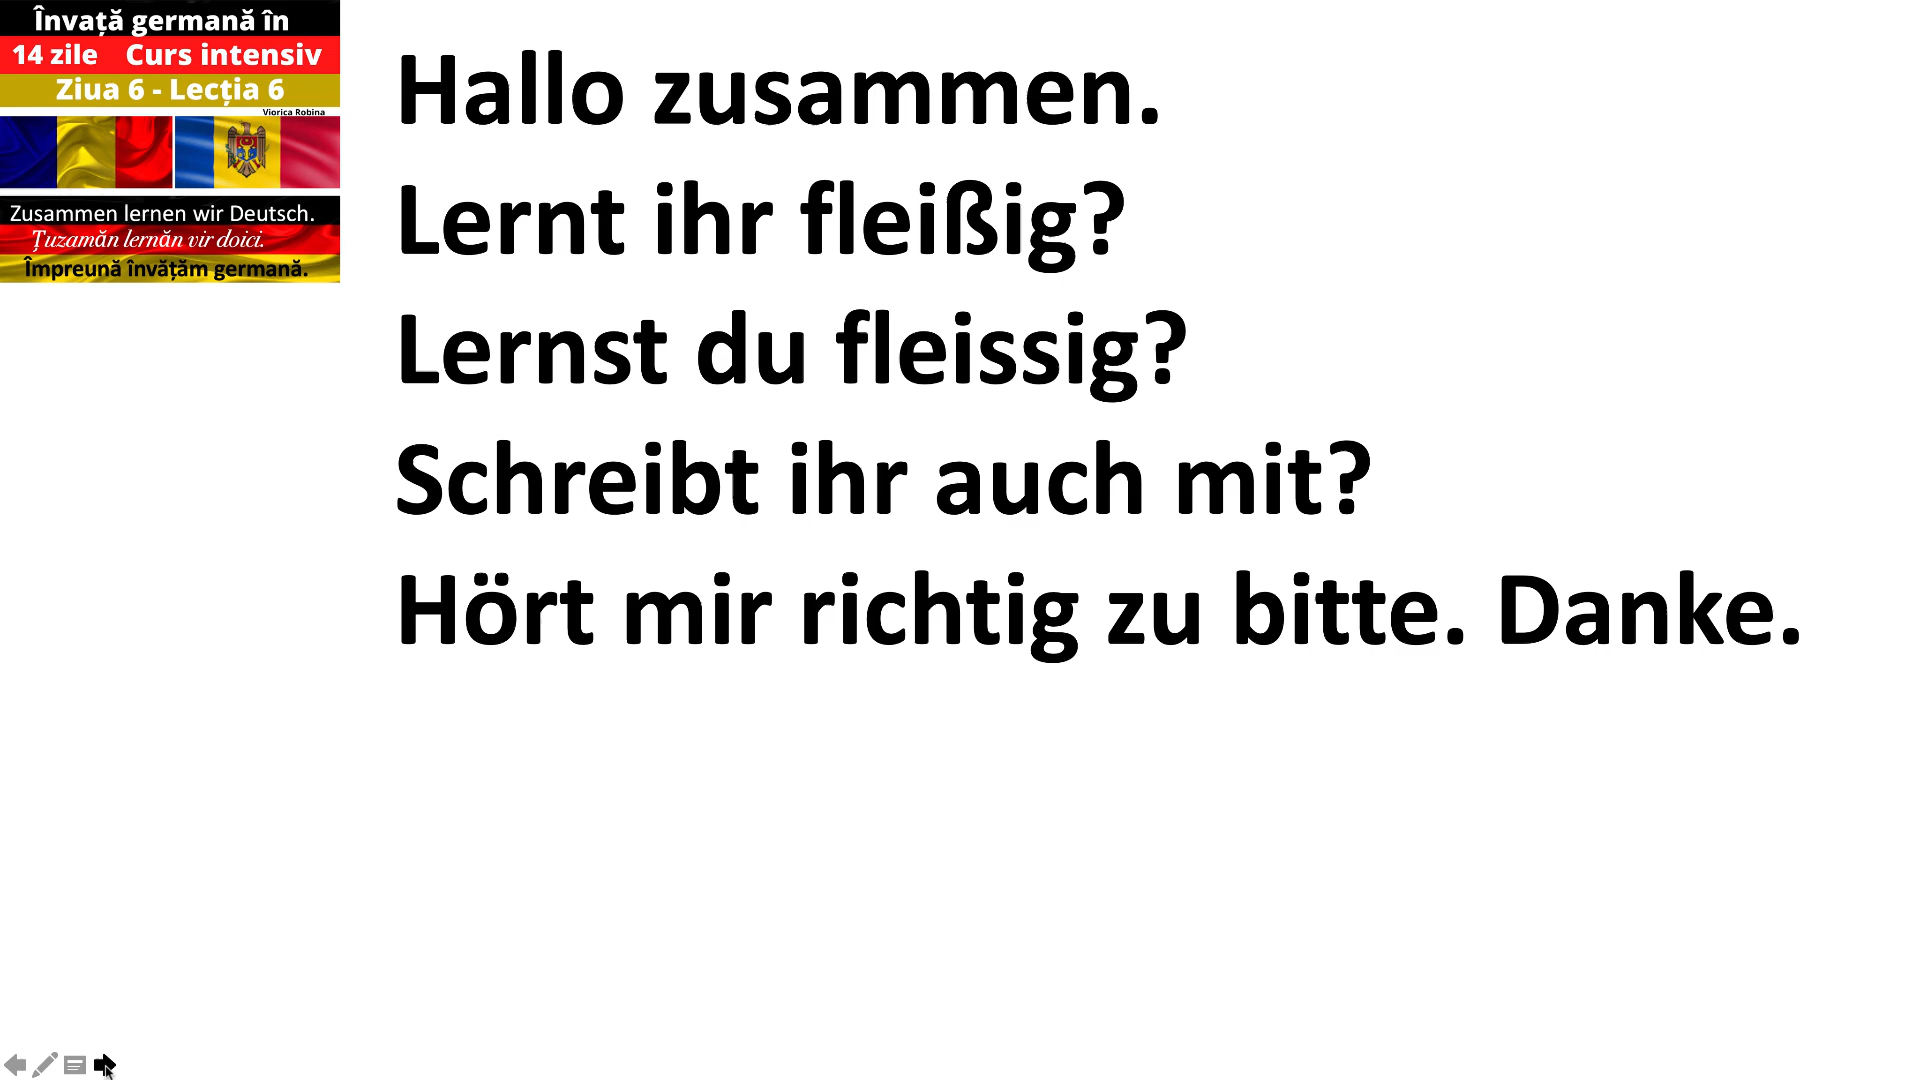 Învață germană în
14 zile Curs intensiv
Ziua 6 - Lecția 6
Viorica Robina
Zusammen lernen wir Deutsch.
Țuzamăn lernăn vir doici.
Împreună învățăm germană.
Hallo zusammen.
Lernt ihr fleißig?
Lernst du fleissig?
Schreibt ihr auch mit?
Hört mir richtig zu bitte. Danke.